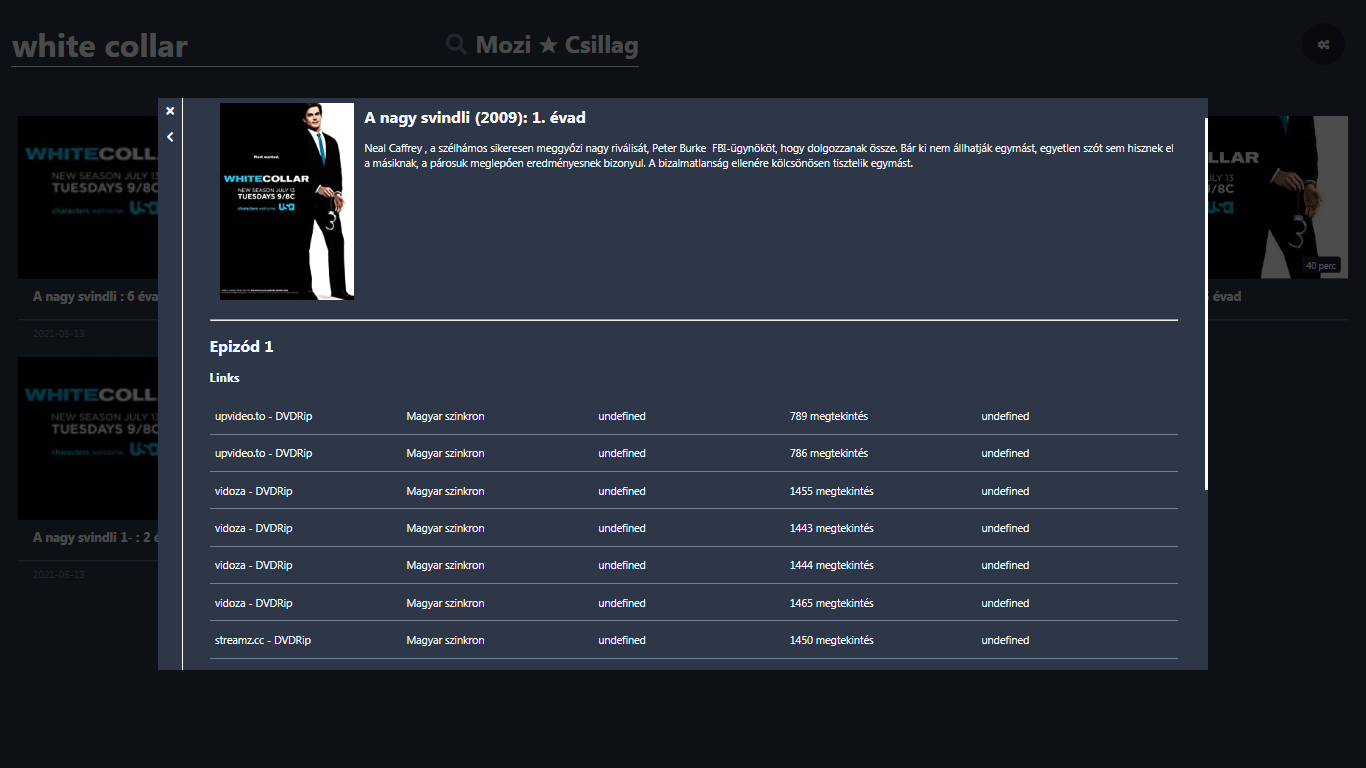 white collar
Mozi ★ Csillag
A nagy svindli (2009): 1. évad
Neal Caffrey , a szélhámos sikeresen meggyőzi nagy riválisát, Peter Burke FBI-ügynököt, hogy dolgozzanak össze. Bár ki nem állhatják egymást, egyetlen szót sem hisznek el
a másiknak, a párosuk meglepően eredményesnek bizonyul. A bizalmatlanság ellenére kölcsönösen tisztelik egymást.
Most wanted.
WHITECOLLAR
NEW SEASON JULY 13
TUESDAYS 9/8C
characters welcome. USA
Epizód 1
Links
upvideo.to - DVDRip Magyar szinkron undefined 789 megtekintés undefined
upvideo.to - DVDRip Magyar szinkron undefined 786 megtekintés undefined
vidoza - DVDRip Magyar szinkron undefined 1455 megtekintés undefined
vidoza - DVDRip Magyar szinkron undefined 1443 megtekintés undefined
vidoza - DVDRip Magyar szinkron undefined 1444 megtekintés undefined
vidoza - DVDRip Magyar szinkron undefined 1465 megtekintés undefined
streamz.cc - DVDRip Magyar szinkron undefined 1450 megtekintés undefined
WHITECOLL
NEW SEASON JULY 13
TUESDAYS 9/8C
characters welcome. USA
A nagy svindli : 6 éva
2021-05-13
WHITECOLL
NEW SEASON JULY 13
TUESDAYS 9/8C
characters welcome. USA
A nagy svindli 1- : 2 é
2021-05-13
LLAR
LY 13
9/8C
USA
40 perc
évad